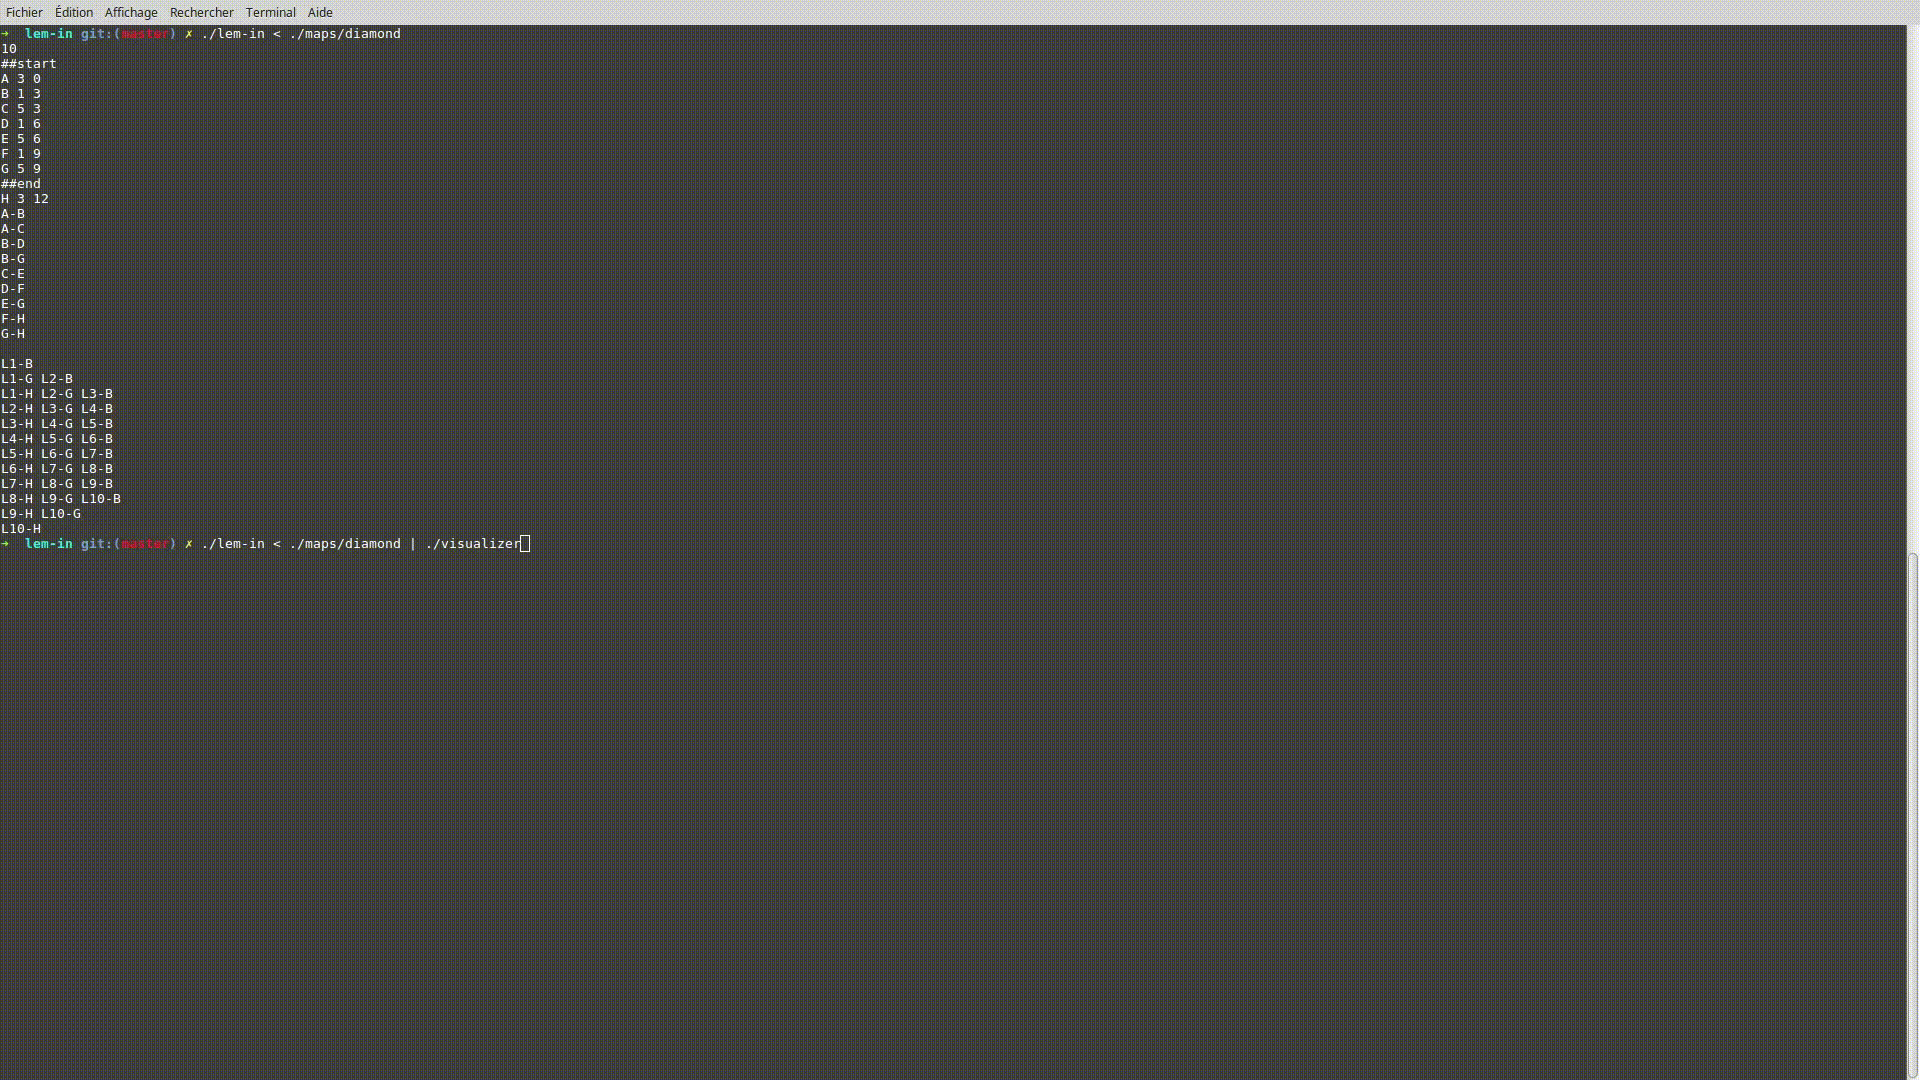 Fichier Édition Affichage Rechercher Terminal Aide
➜ lem-in git:(master) ✗ ./lem-in < ./maps/diamond
10
##start
A 3 0
B 1 3
C 5 3
D 1 6
E 5 6
F 1 9
G 5 9
##end
H 3 12
A-B
A-C
B-D
B-G
C-E
D-F
E-G
F-H
G-H

L1-B
L1-G L2-B
L1-H L2-G L3-B
L2-H L3-G L4-B
L3-H L4-G L5-B
L4-H L5-G L6-B
L5-H L6-G L7-B
L6-H L7-G L8-B
L7-H L8-G L9-B
L8-H L9-G L10-B
L9-H L10-G
L10-H
➜ lem-in git:(master) ✗ ./lem-in < ./maps/diamond | ./visualizer